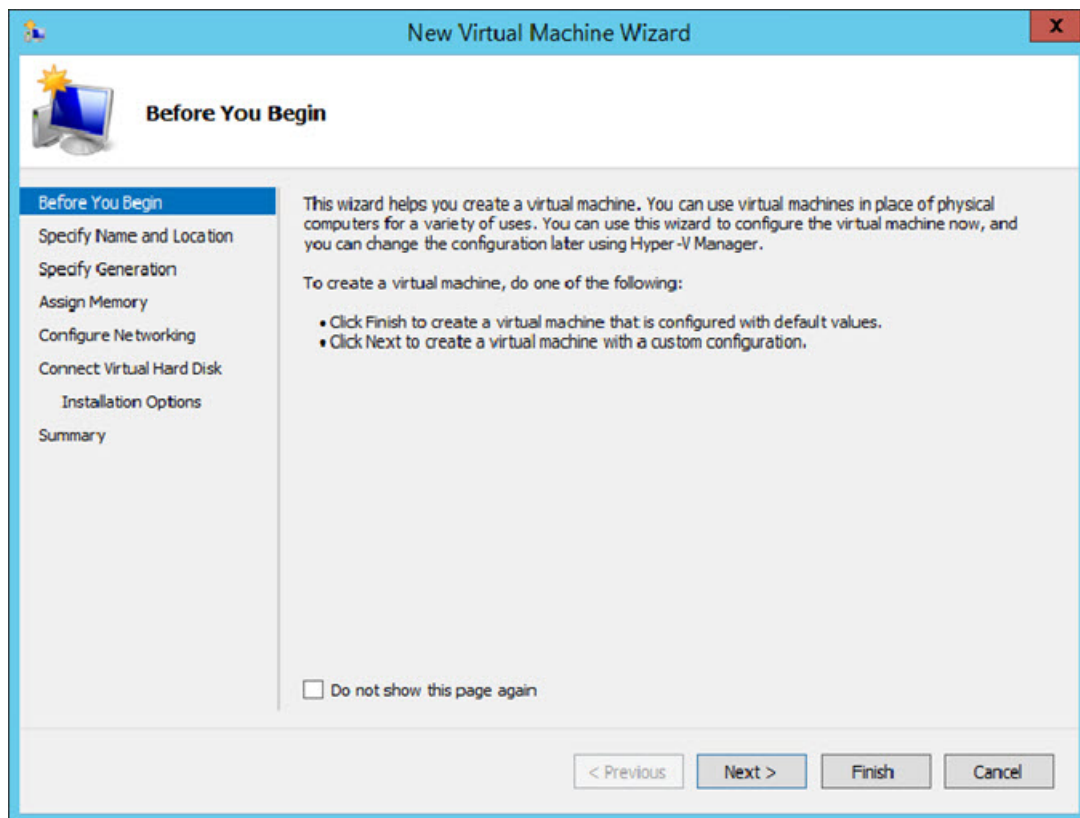 New Virtual Machine Wizard
X
Before You Begin
Before You Begin
Specify Name and Location
Specify Generation
Assign Memory
Configure Networking
Connect Virtual Hard Disk
Installation Options
Summary
This wizard helps you create a virtual machine. You can use virtual machines in place of physical
computers for a variety of uses. You can use this wizard to configure the virtual machine now, and
you can change the configuration later using Hyper-V Manager.
To create a virtual machine, do one of the following:
• Click Finish to create a virtual machine that is configured with default values.
• Click Next to create a virtual machine with a custom configuration.
Do not show this page again
< Previous
Next >
Finish
Cancel